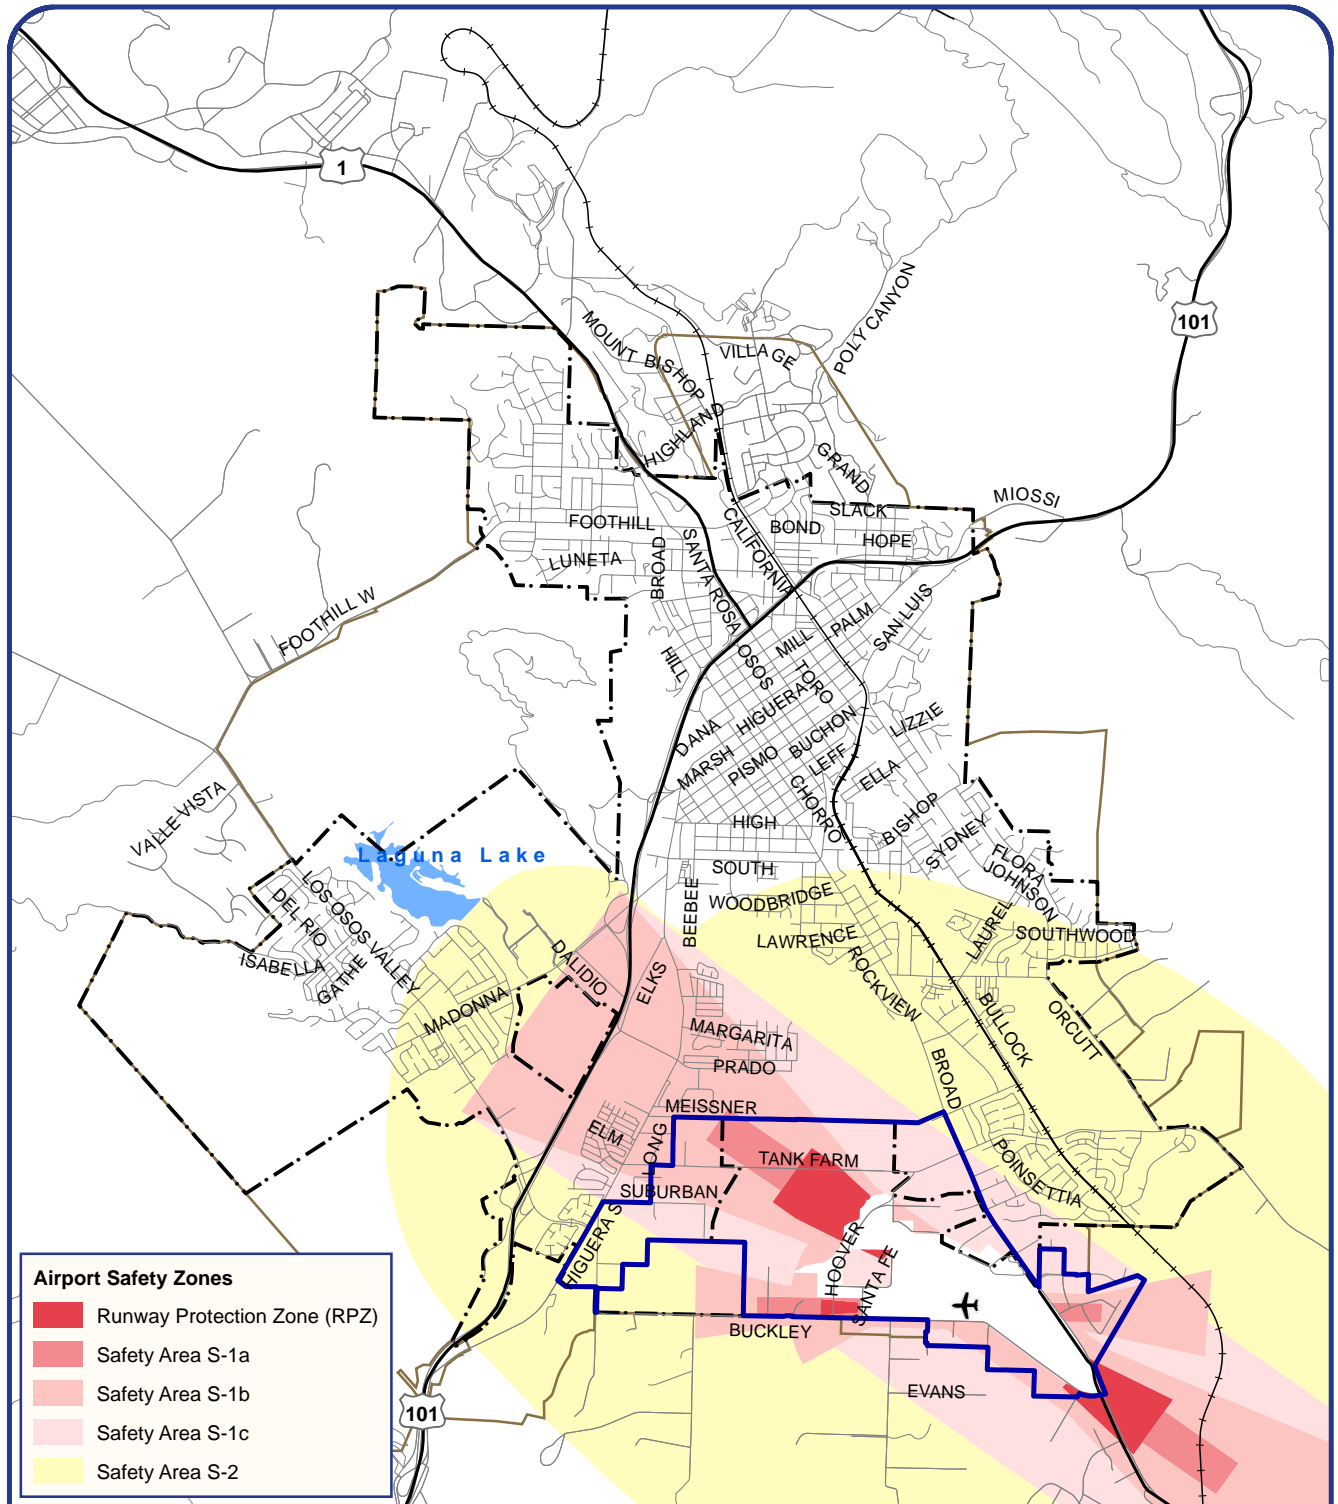 1
101
MOUNT BISHOP
VILLAGE
POLY CANYON
HIGHLAND
GRAND
MIOSSI
SLACK
FOOTHILL
CALIFORNIA
BOND
HOPE
LUNETA
BROAD
SANTA ROSA
FOOTHILL W
MILL
PALM
SAN LUIS
HILL
OSOS
TORO
HIGUERA
DANA
MARSH
PISMO
BUCHON
LEFF
LIZZIE
ELLA
CHORRO
VALLE VISTA
HIGH
BISHOP
SYDNEY
Laguna Lake
SOUTH
FLORA
JOHNSON
LOS OSOS VALLEY
DEL RIO
BEEBEE
WOODBRIDGE
LAUREL
SOUTHWOOD
LAWRENCE
ISABELLA
GATHE
DALIDIO
ELKS
ROCKVIEW
MADONNA
BULLOCK
ORCUTT
MARGARITA
PRADO
BROAD
MEISSNER
ELM
LONG
TANK FARM
POINSETTIA
SUBURBAN
HIGUERA S
HOOVER
SANTA FE
BUCKLEY
EVANS
101
Airport Safety Zones
Runway Protection Zone (RPZ)
Safety Area S-1a
Safety Area S-1b
Safety Area S-1c
Safety Area S-2